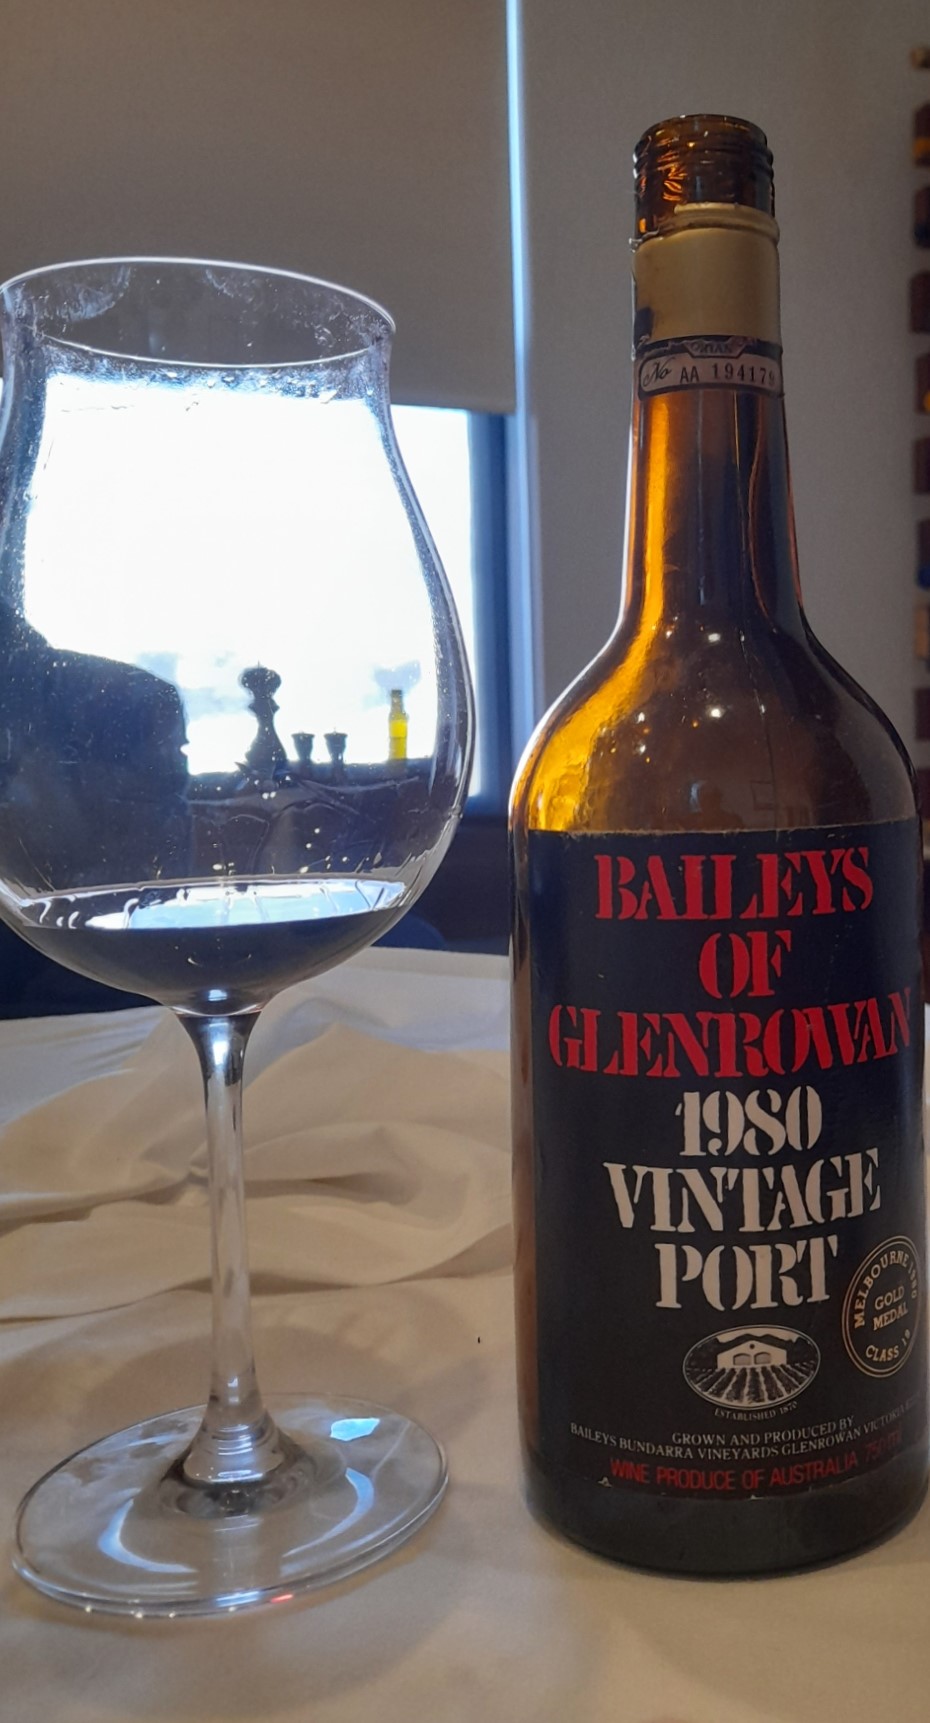 No AA 194179
BAILEYS
OF
GLENROWAN
1980
VINTAGE
PORT
MELBOURNE 1980
GOLD
MEDAL
CLASS 19
ESTABLISHED 1870
GROWN AND PRODUCED BY
BAILEYS BUNDARRA VINEYARDS GLENROWAN VICTORIA
WINE PRODUCE OF AUSTRALIA 750 ml